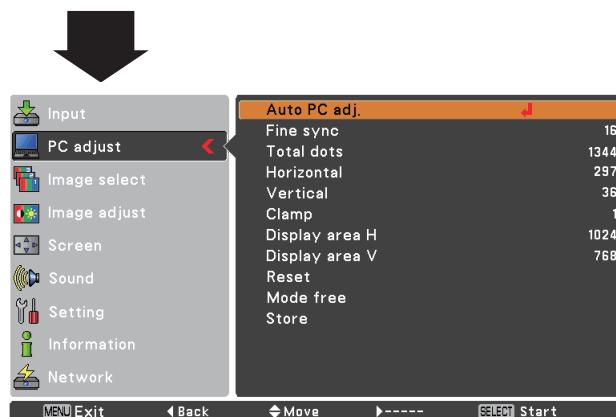 Input
PC adjust
Image select
Image adjust
Screen
Sound
Setting
Information
Network
Auto PC adj.
Fine sync 16
Total dots 1344
Horizontal 297
Vertical 36
Clamp 1
Display area H 1024
Display area V 768
Reset
Mode free
Store
MENU Exit Back Move ----- SELECT Start